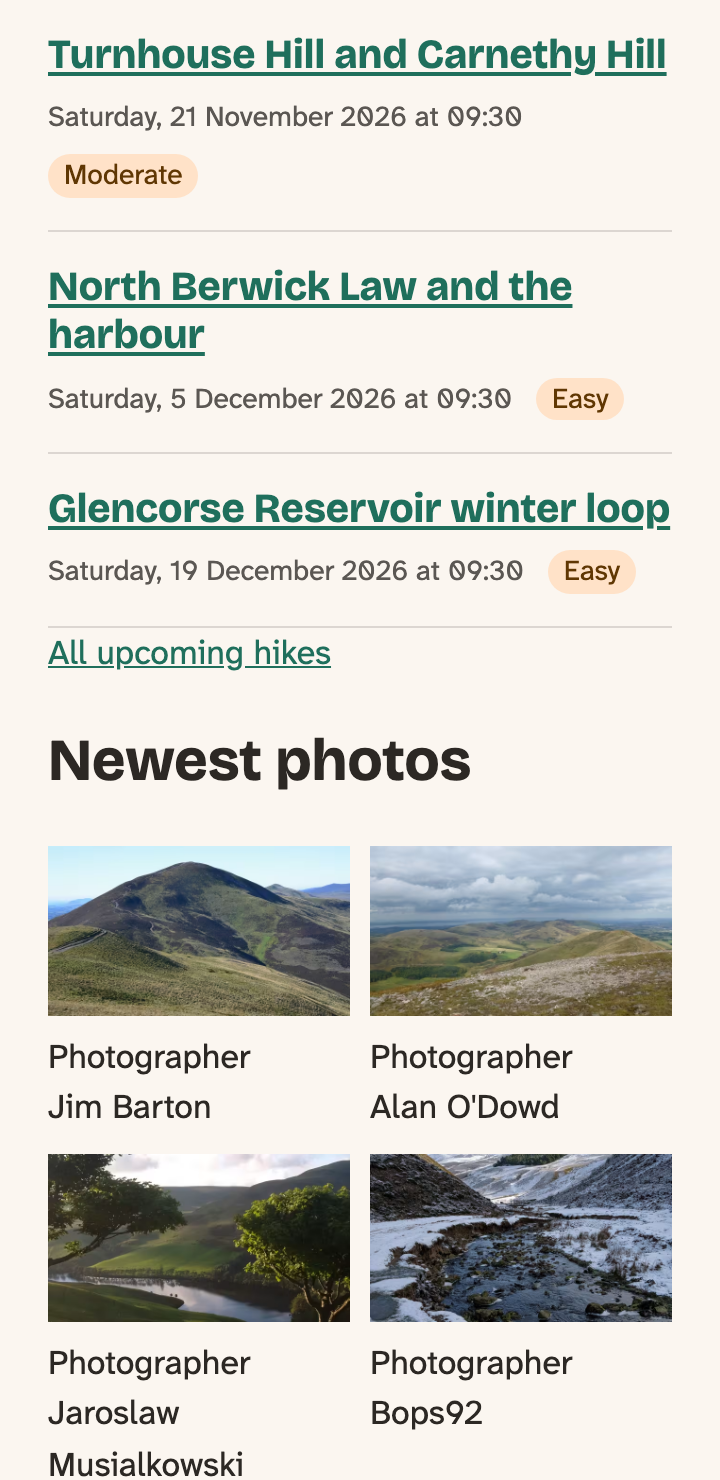 Turnhouse Hill and Carnethy Hill
Saturday, 21 November 2026 at 09:30
Moderate
North Berwick Law and the
harbour
Saturday, 5 December 2026 at 09:30
Easy
Glencorse Reservoir winter loop
Saturday, 19 December 2026 at 09:30
Easy
All upcoming hikes
Newest photos
Photographer
Jim Barton
Photographer
Alan O'Dowd
Photographer
Jaroslaw
Musialkowski
Photographer
Bops92